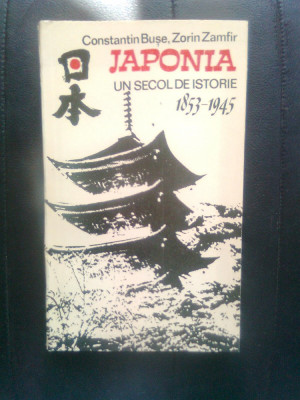 Constantin Bușe, Zorin Zamfir
JAPONIA
UN SECOL DE ISTORIE
1853-1945
日本